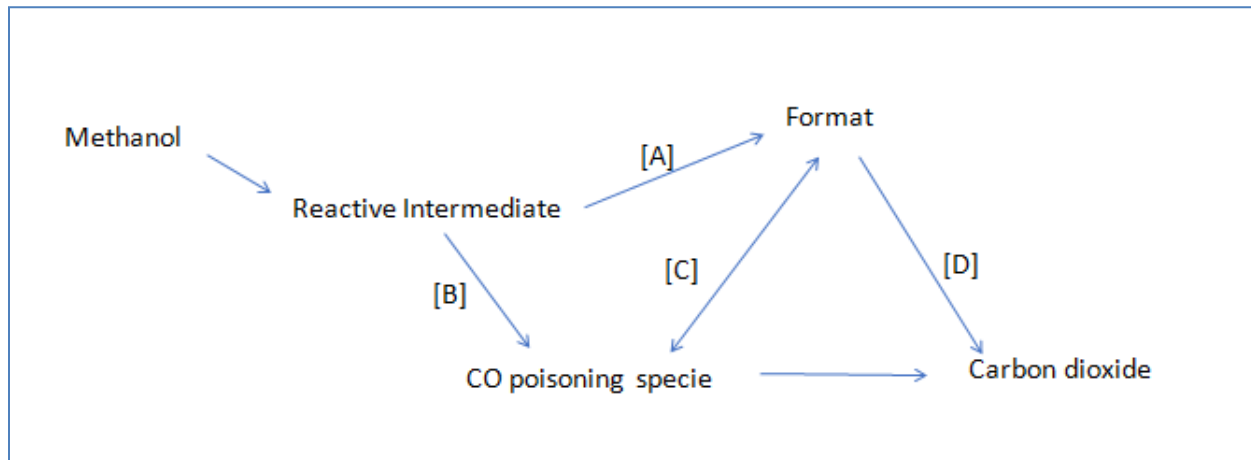 Methanol
Format
[A]
Reactive Intermediate
[B]
[C]
[D]
CO poisoning specie
Carbon dioxide